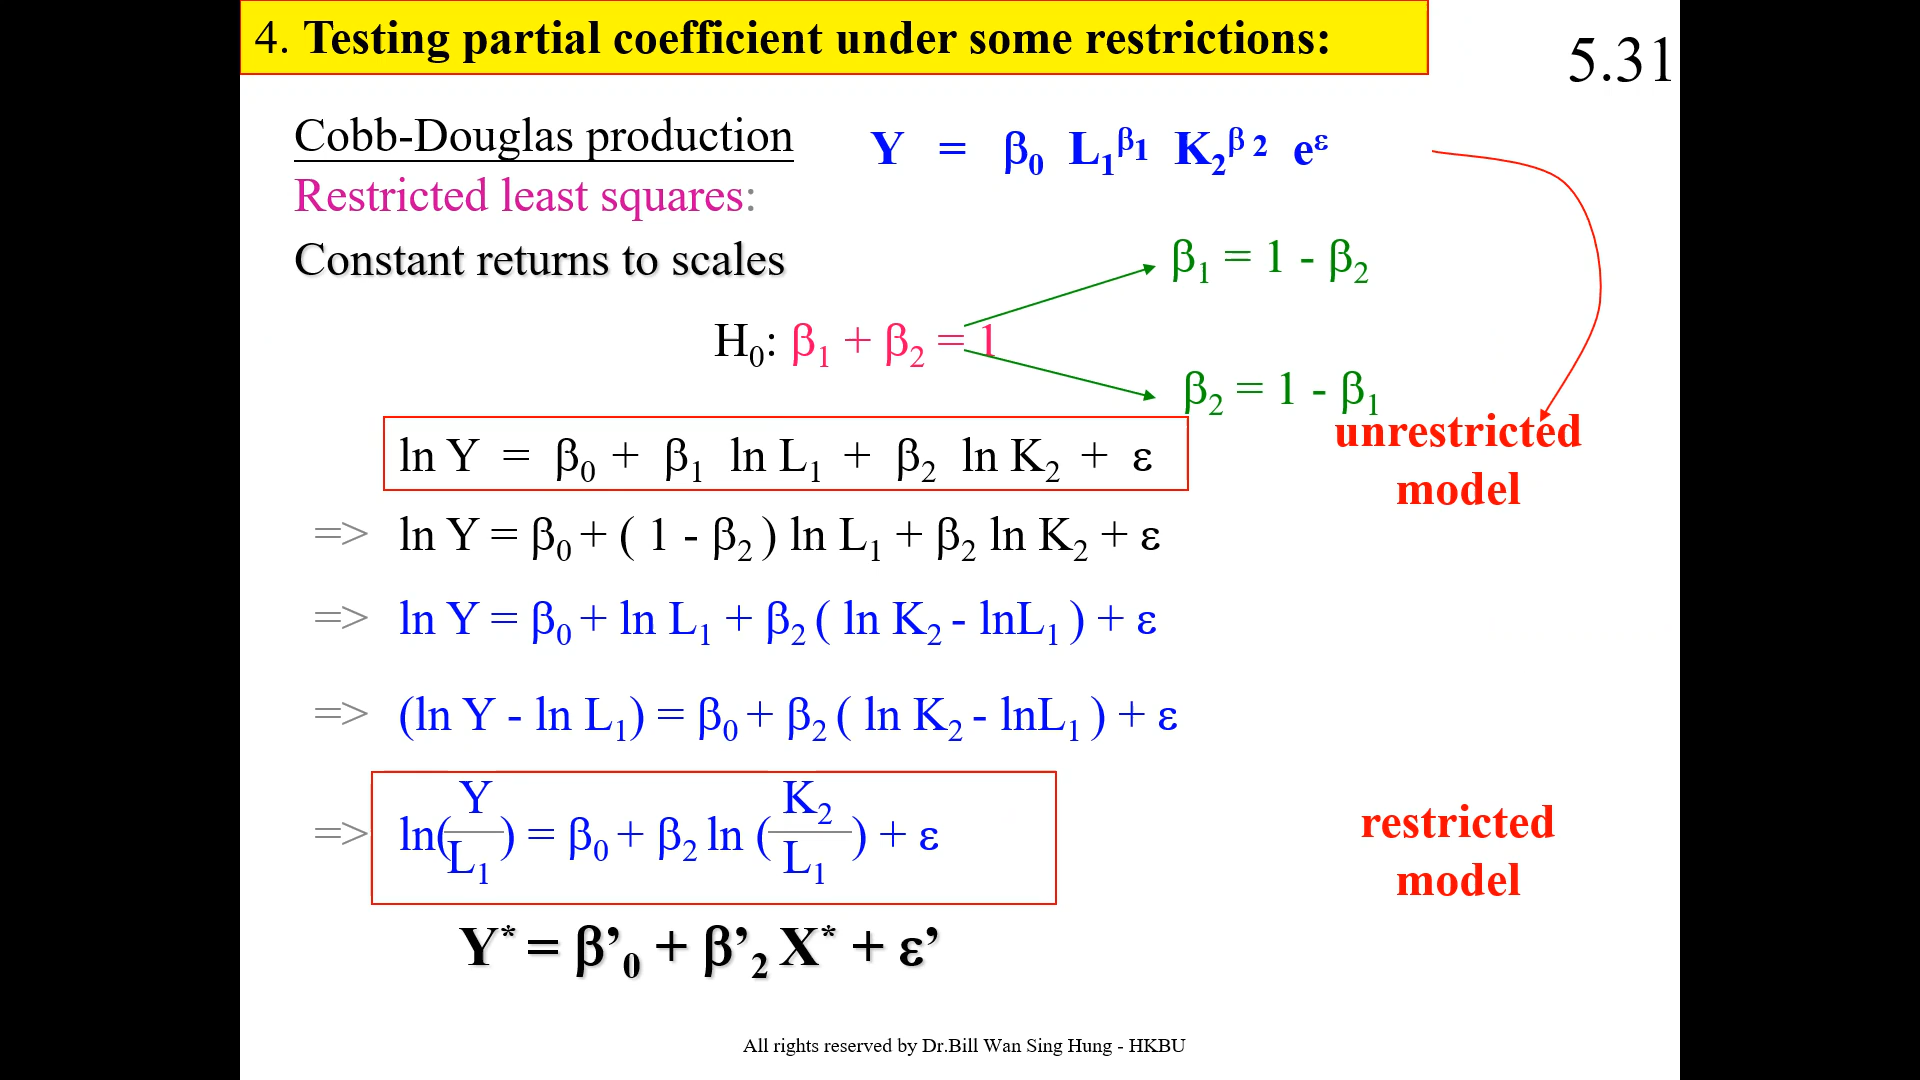 4. Testing partial coefficient under some restrictions:
5.31
Cobb-Douglas production
Y = β₀ L₁^β1 K₂^β 2 e^ε
Restricted least squares:
Constant returns to scales
β₁ = 1 - β₂
H₀: β₁ + β₂ = 1
β₂ = 1 - β₁
unrestricted
model
ln Y = β₀ + β₁ ln L₁ + β₂ ln K₂ + ε
=> ln Y = β₀ + ( 1 - β₂ ) ln L₁ + β₂ ln K₂ + ε
=> ln Y = β₀ + ln L₁ + β₂ ( ln K₂ - lnL₁ ) + ε
=> (ln Y - ln L₁) = β₀ + β₂ ( ln K₂ - lnL₁ ) + ε
=> ln(Y/L₁) = β₀ + β₂ ln (K₂/L₁) + ε
restricted
model
Y* = β’₀ + β’₂ X* + ε’
All rights reserved by Dr.Bill Wan Sing Hung - HKBU